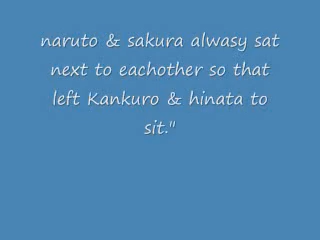 naruto & sakura alwasy sat
next to eachother so that
left Kankuro & hinata to
sit."